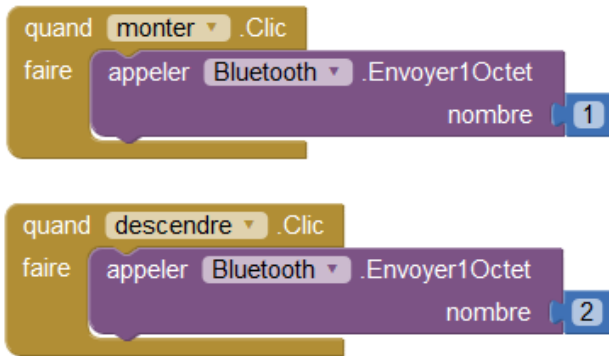 quand monter .Clic
faire appeler Bluetooth .Envoyer1Octet
nombre 1
quand descendre .Clic
faire appeler Bluetooth .Envoyer1Octet
nombre 2